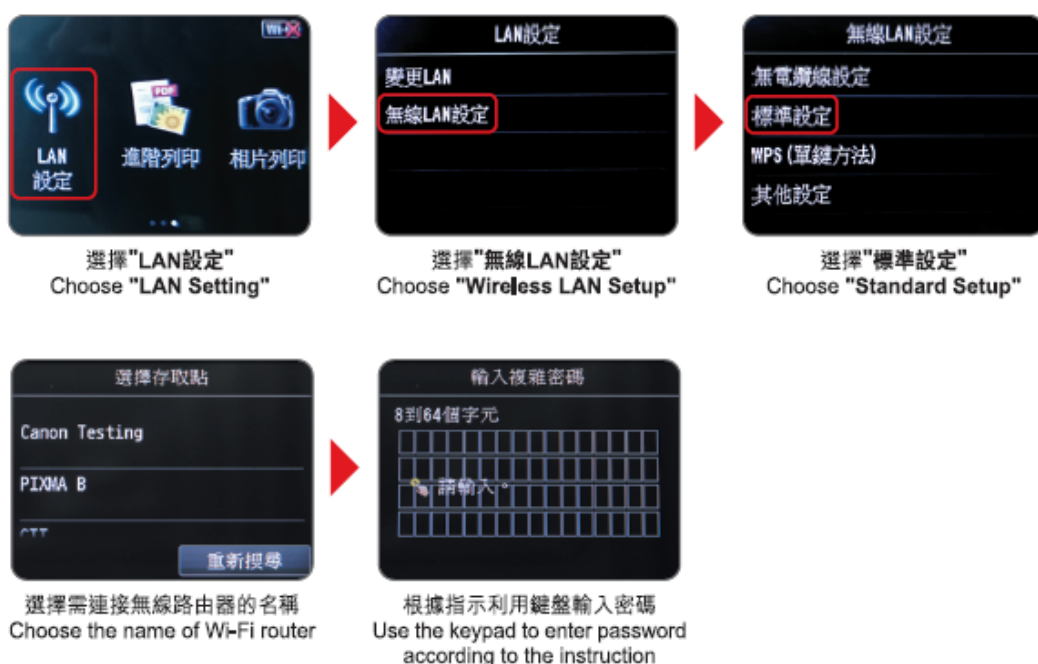 Wi-Fi
LAN
設定
PDF
進階列印
相片列印
選擇"LAN設定"
Choose "LAN Setting"
LAN設定
變更LAN
無線LAN設定
選擇"無線LAN設定"
Choose "Wireless LAN Setup"
無線LAN設定
無電纜線設定
標準設定
WPS(單鍵方法)
其他設定
選擇"標準設定"
Choose "Standard Setup"
選擇存取點
Canon Testing
PIXMA B
重新搜尋
選擇需連接無線路由器的名稱
Choose the name of Wi-Fi router
輸入複雜密碼
8到64個字元
請輸入。
根據指示利用鍵盤輸入密碼
Use the keypad to enter password
according to the instruction